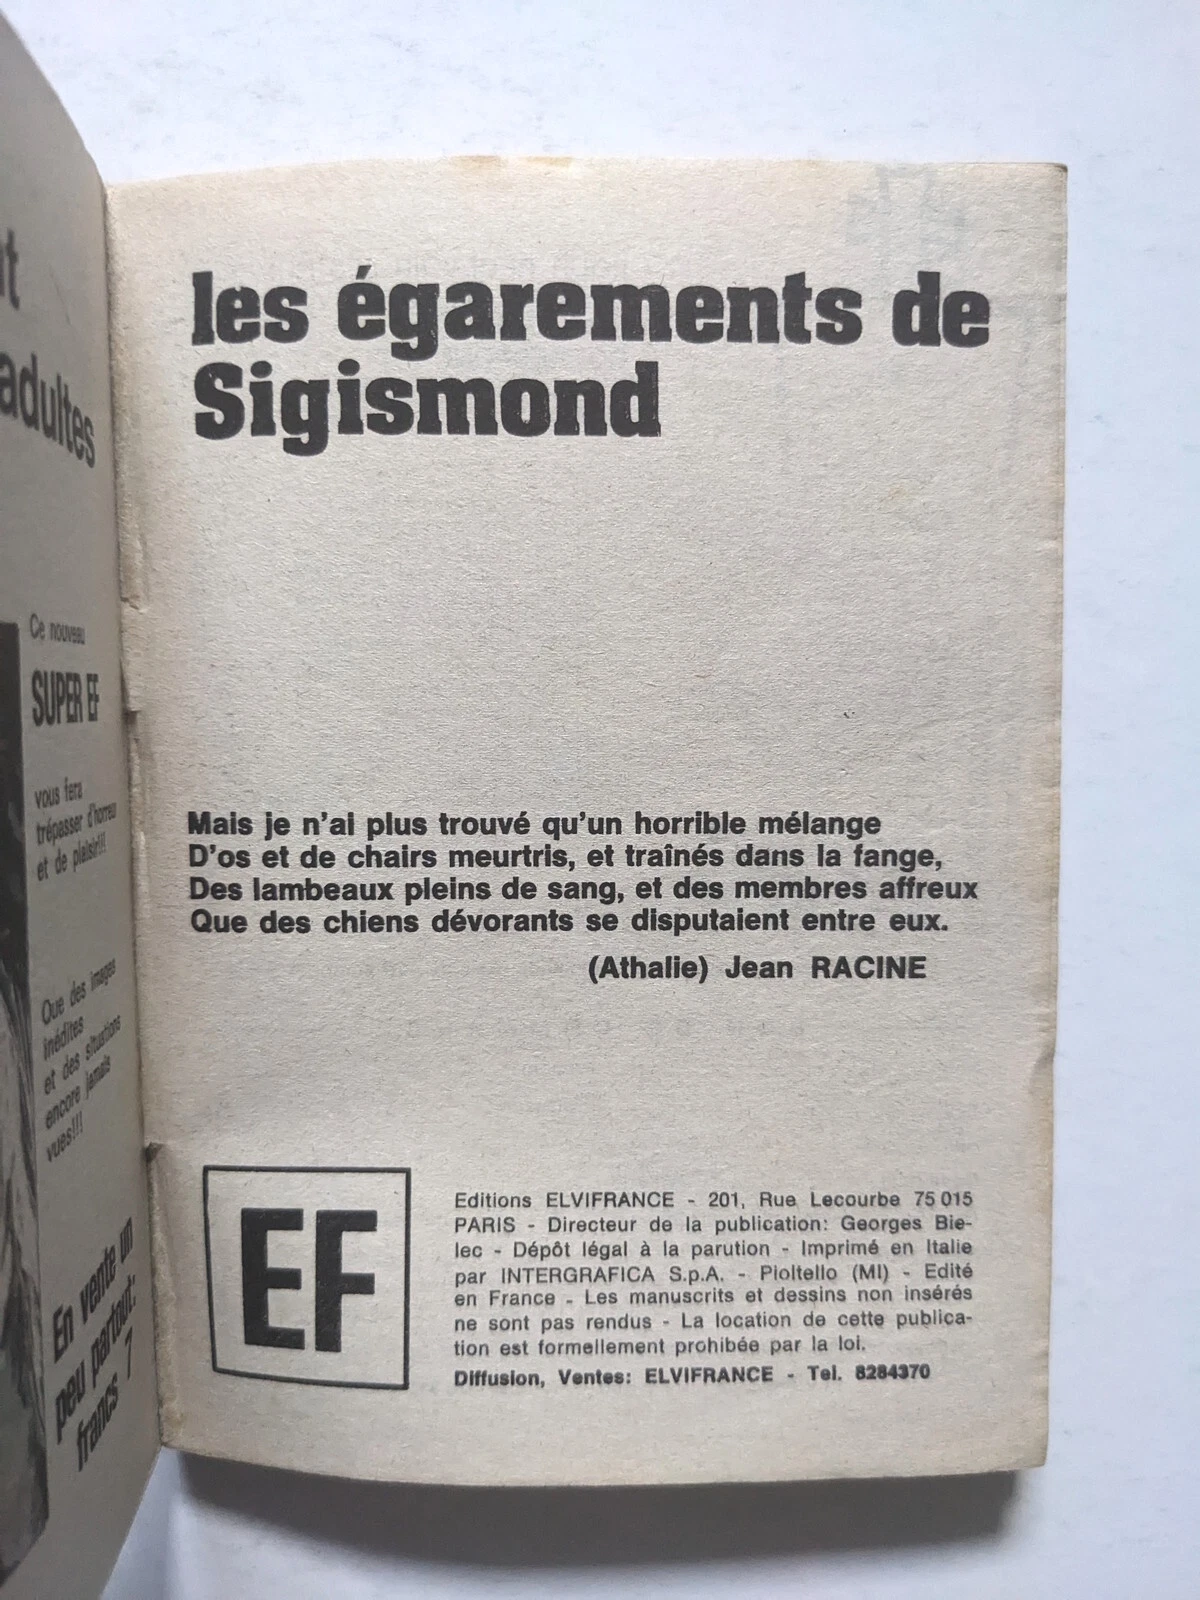 adultes
Ce nouveau
SUPER EF
vous fera
trépasser d'horreu
et de plaisir!!!
Que des images
inédites
et des situations
encore jamais
vues!!!
En vente un
peu partout:
7
francs
les égarements de
Sigismond
Mais je n'ai plus trouvé qu'un horrible mélange
D'os et de chairs meurtris, et traînés dans la fange,
Des lambeaux pleins de sang, et des membres affreux
Que des chiens dévorants se disputaient entre eux.
(Athalie) Jean RACINE
EF
Editions ELVIFRANCE - 201, Rue Lecourbe 75 015
PARIS - Directeur de la publication: Georges Bie-
lec - Dépôt légal à la parution - Imprimé en Italie
par INTERGRAFICA S.p.A. - Pioltello (MI) - Edité
en France - Les manuscrits et dessins non insérés
ne sont pas rendus - La location de cette publica-
tion est formellement prohibée par la loi.
Diffusion, Ventes: ELVIFRANCE - Tel. 8284370